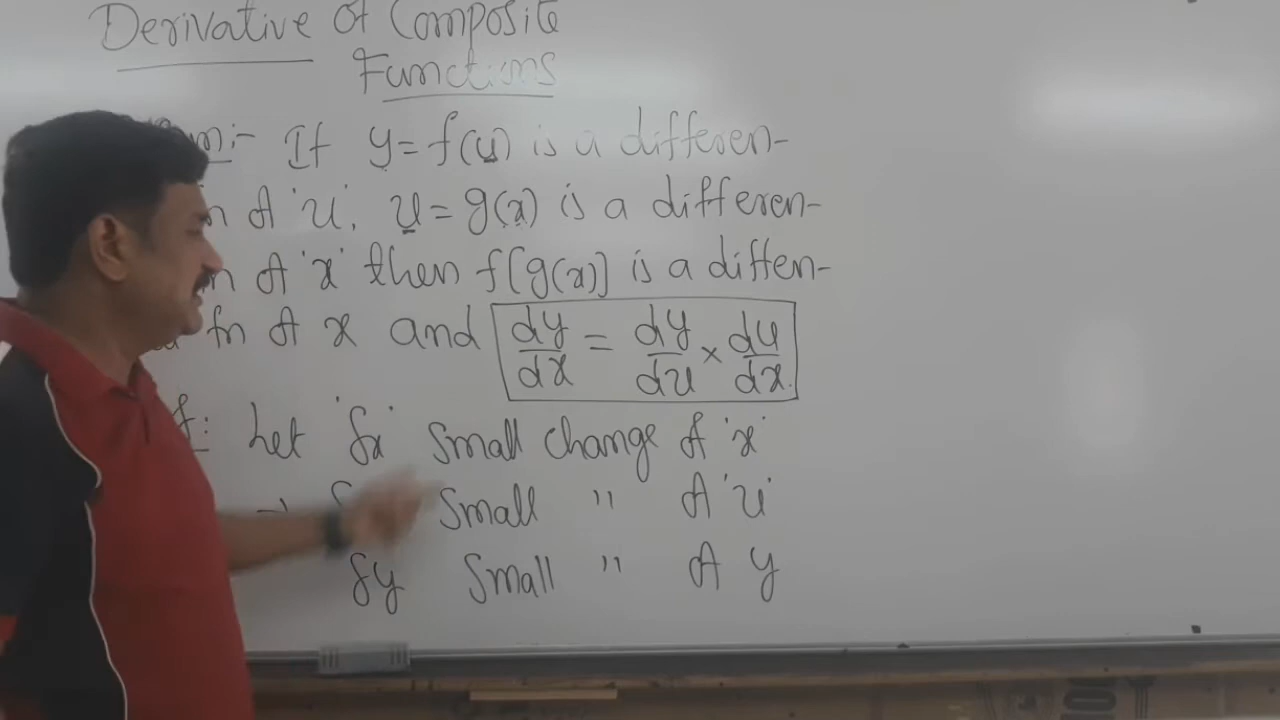 Derivative of Composite
Functions
If y = f(u) is a differen-
of 'u', u = g(x) is a differen-
of 'x' then f[g(x)] is a differen-
fn of x and dy/dx = dy/du × du/dx
Let 'δx' small change of 'x'
small " of 'u'
δy small " of y